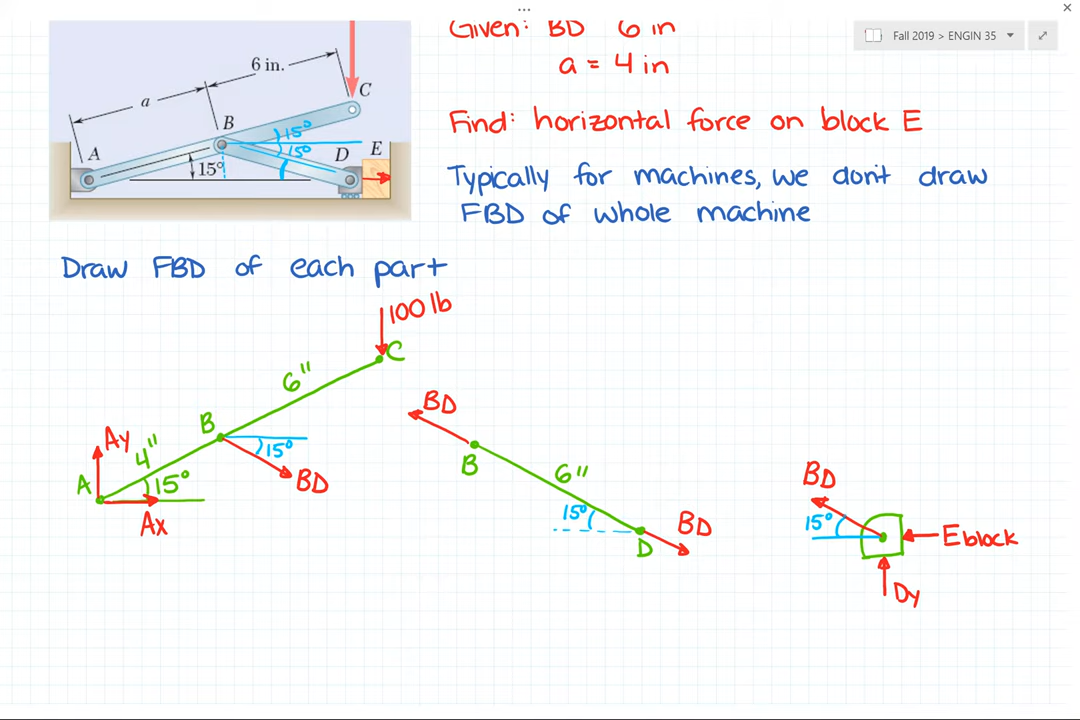 Given: BD 6 in
a = 4 in
Fall 2019 > ENGIN 35
6 in.
a
C
B
15°
15°
D E
A
15°
Find: horizontal force on block E
Typically for machines, we don't draw
FBD of whole machine
Draw FBD of each part
100 lb
C
6"
B
15°
BD
Ay
4"
A
15°
Ax
BD
B
6"
15°
BD
D
BD
15°
Eblock
Dy